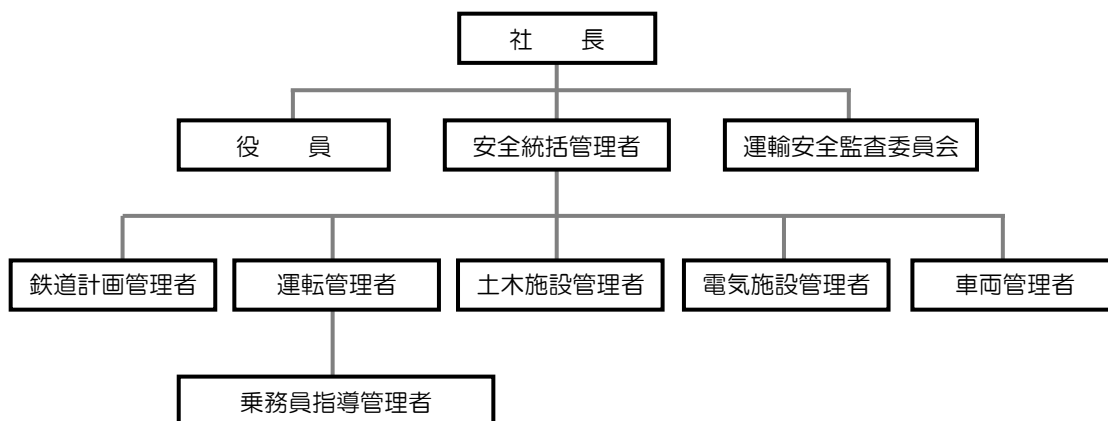 社　　長
役　　員
安全統括管理者
運輸安全監査委員会
鉄道計画管理者
運転管理者
土木施設管理者
電気施設管理者
車両管理者
乗務員指導管理者